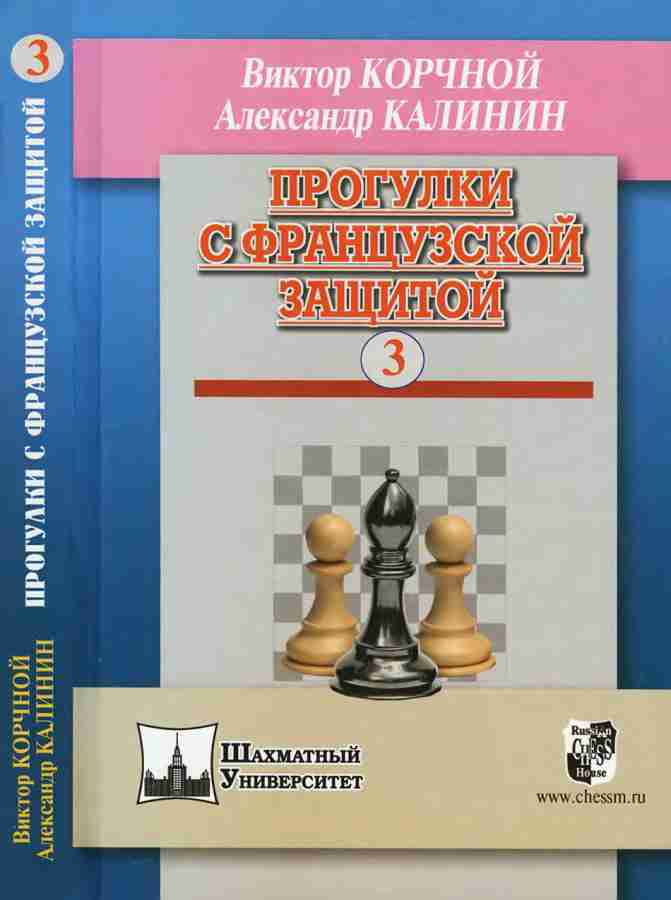 3
ПРОГУЛКИ С ФРАНЦУЗСКОЙ ЗАЩИТОЙ
Виктор КОРЧНОЙ
Александр КАЛИНИН
Виктор КОРЧНОЙ
Александр КАЛИНИН
ПРОГУЛКИ
С ФРАНЦУЗСКОЙ
ЗАЩИТОЙ
3
ШАХМАТНЫЙ
УНИВЕРСИТЕТ
Russian
CHESS
House
www.chessm.ru